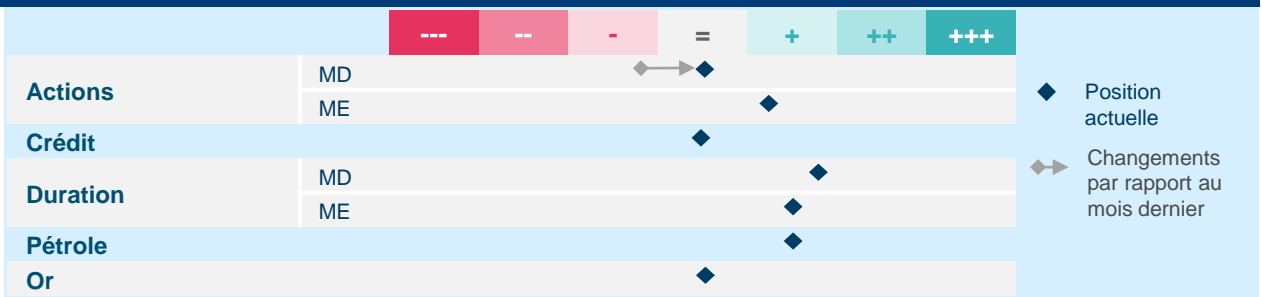 --- -- - = + ++ +++
Actions
MD
ME
Crédit
Duration
MD
ME
Pétrole
Or
Position
actuelle
Changements
par rapport au
mois dernier